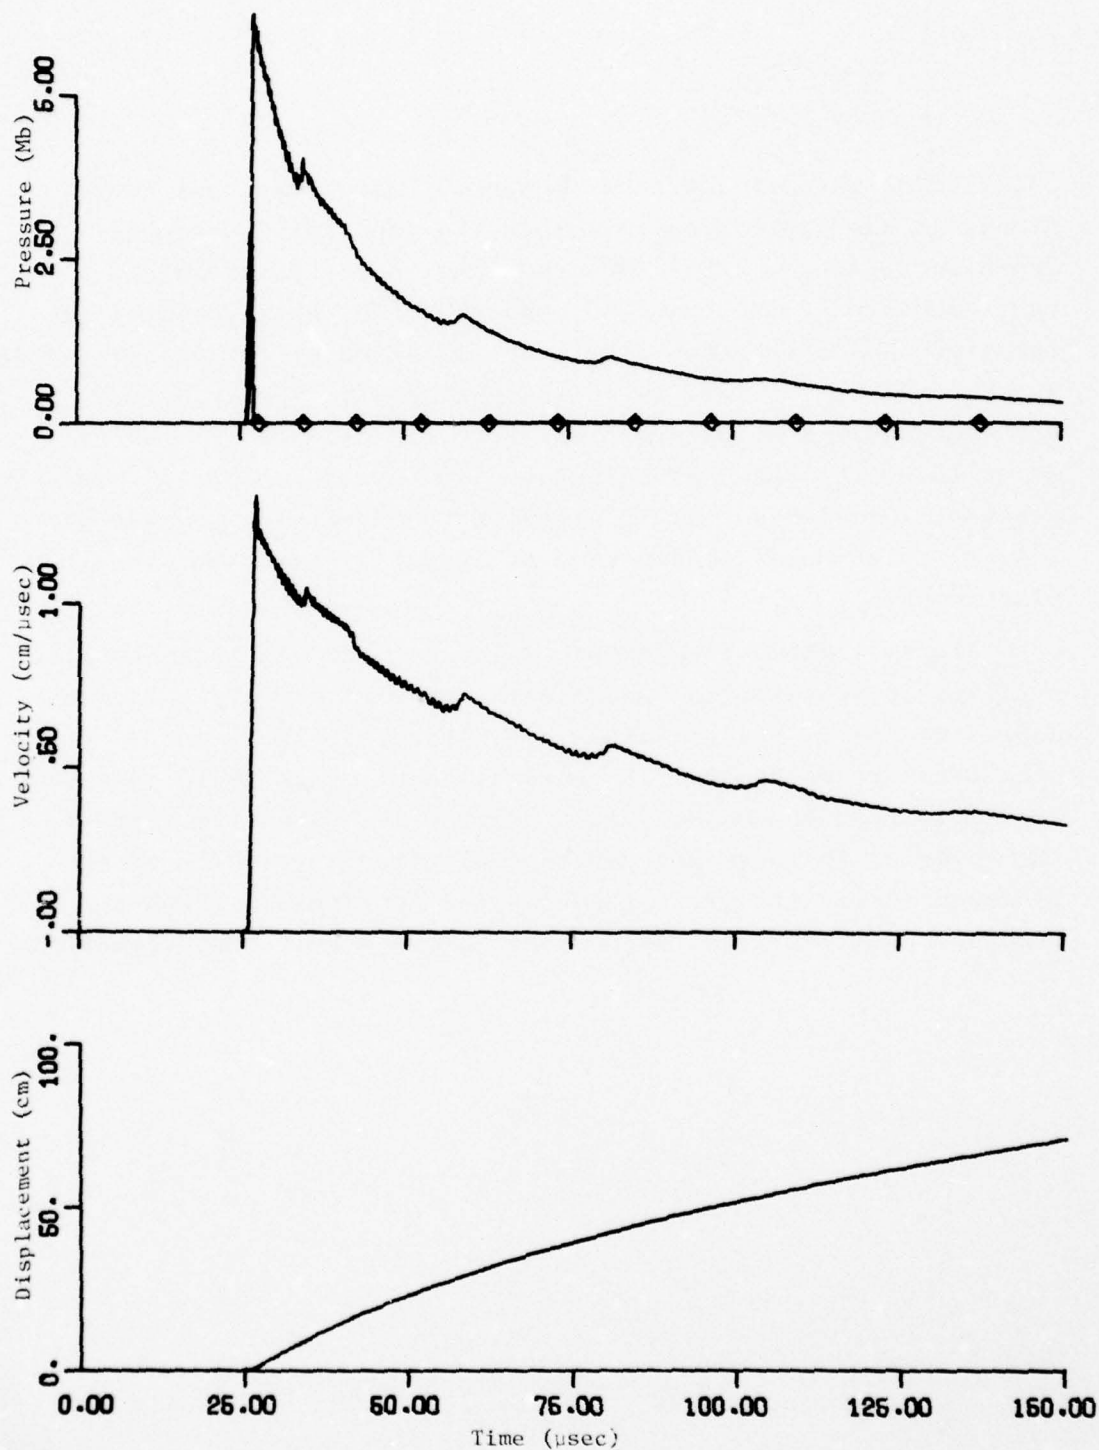 Pressure (Mb)
5.00
2.50
0.00
Velocity (cm/μsec)
1.00
.50
-.00
Displacement (cm)
100.
50.
0.
0.00 25.00 50.00 75.00 100.00 125.00 150.00
Time (μsec)